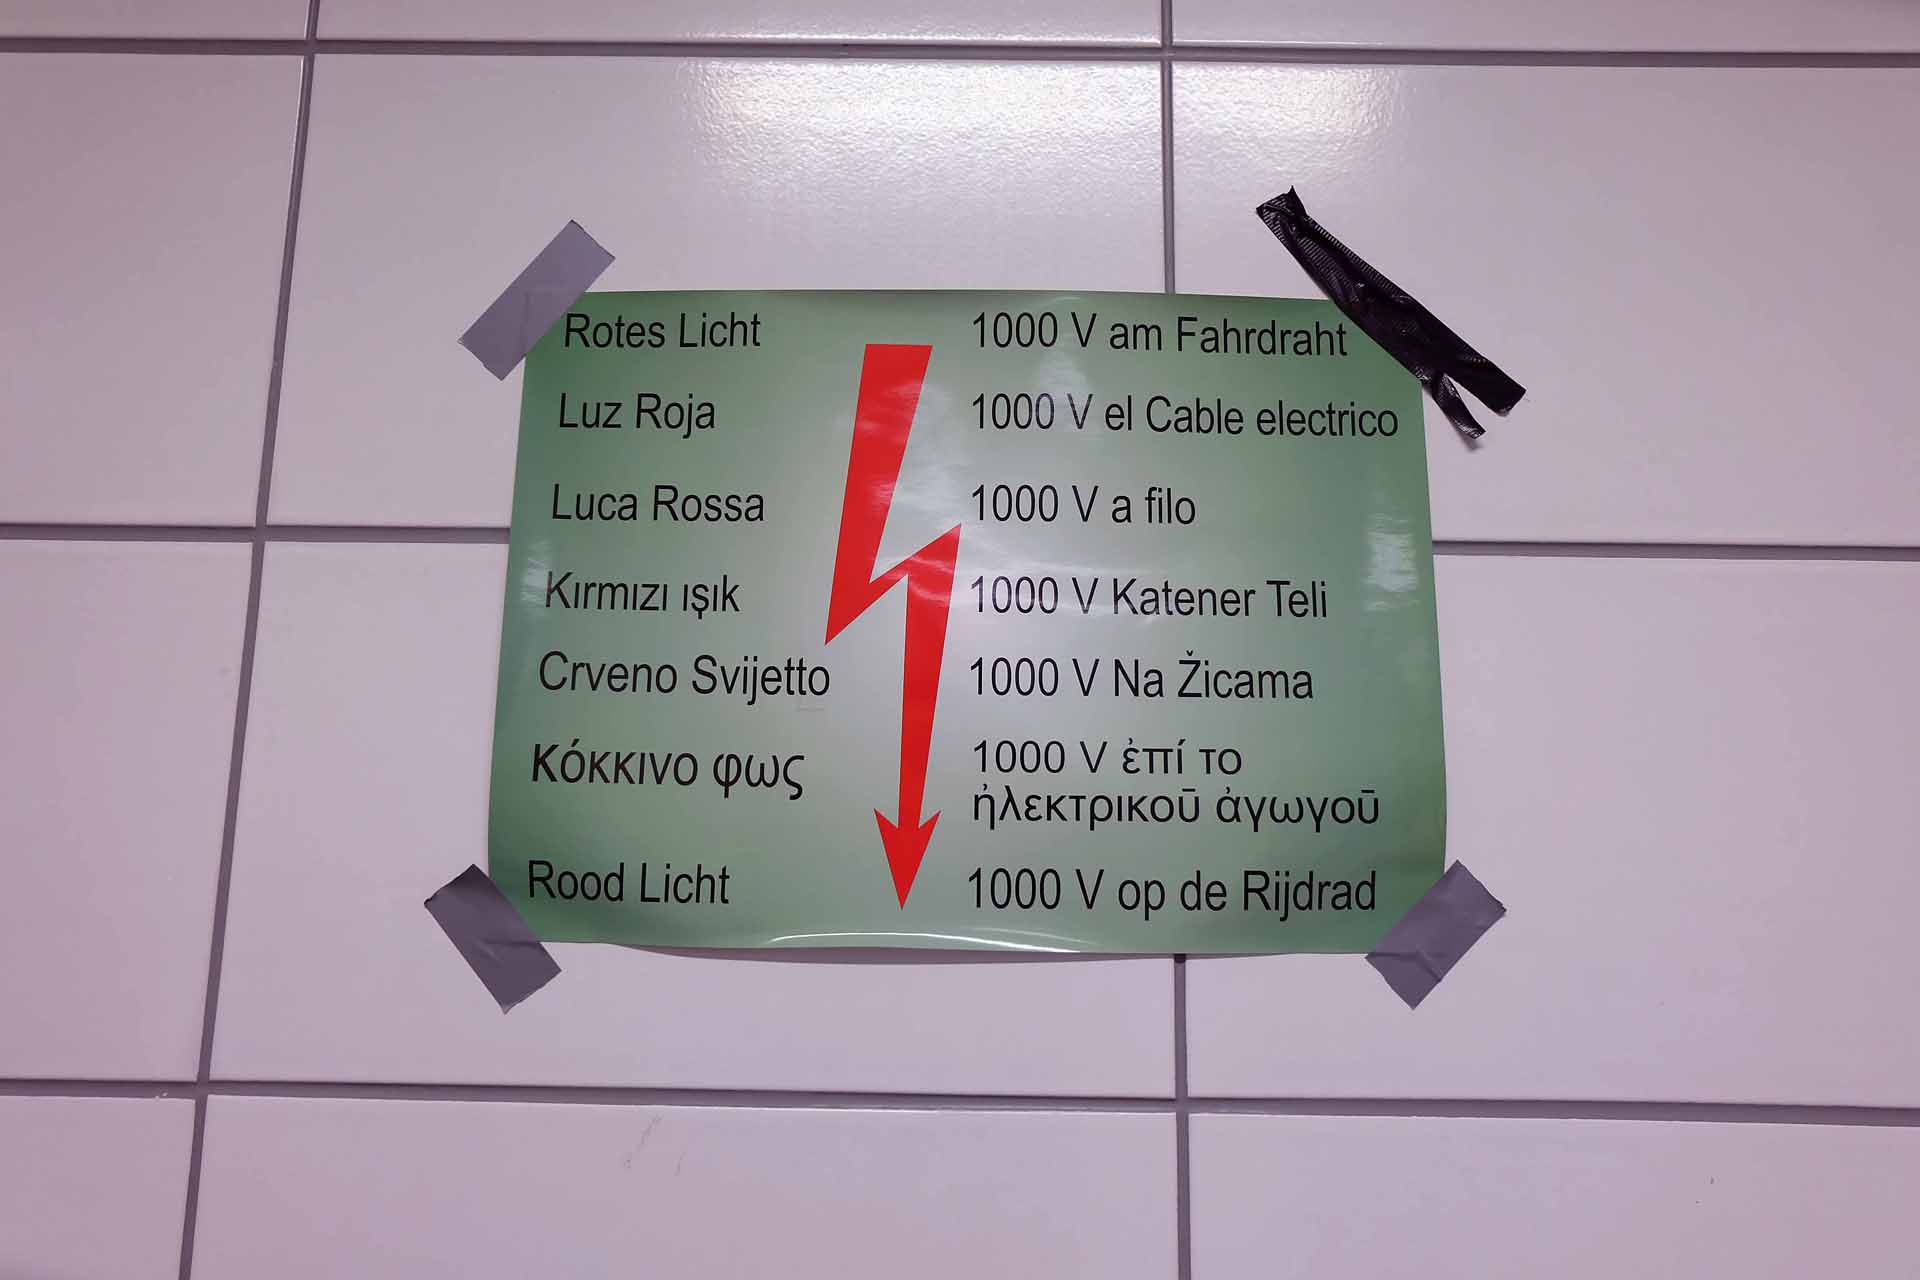 Rotes Licht 1000 V am Fahrdraht
Luz Roja 1000 V el Cable electrico
Luca Rossa 1000 V a filo
Kırmızı ışık 1000 V Katener Teli
Crveno Svijetto 1000 V Na Žicama
Κόκκινο φως 1000 V ἐπί το
ἠλεκτρικοῡ ἀγωγοῡ
Rood Licht 1000 V op de Rijdrad